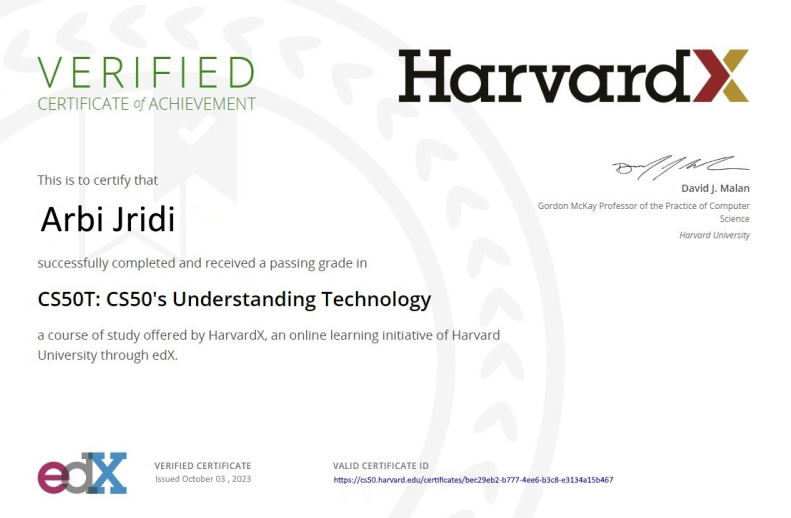 VERIFIED
CERTIFICATE of ACHIEVEMENT
HarvardX
This is to certify that
Arbi Jridi
successfully completed and received a passing grade in
CS50T: CS50's Understanding Technology
a course of study offered by HarvardX, an online learning initiative of Harvard
University through edX.
David J. Malan
Gordon McKay Professor of the Practice of Computer
Science
Harvard University
edX
VERIFIED CERTIFICATE
Issued October 03 , 2023
VALID CERTIFICATE ID
https://cs50.harvard.edu/certificates/bec29eb2-b777-4ee6-b3c8-e3134a15b467